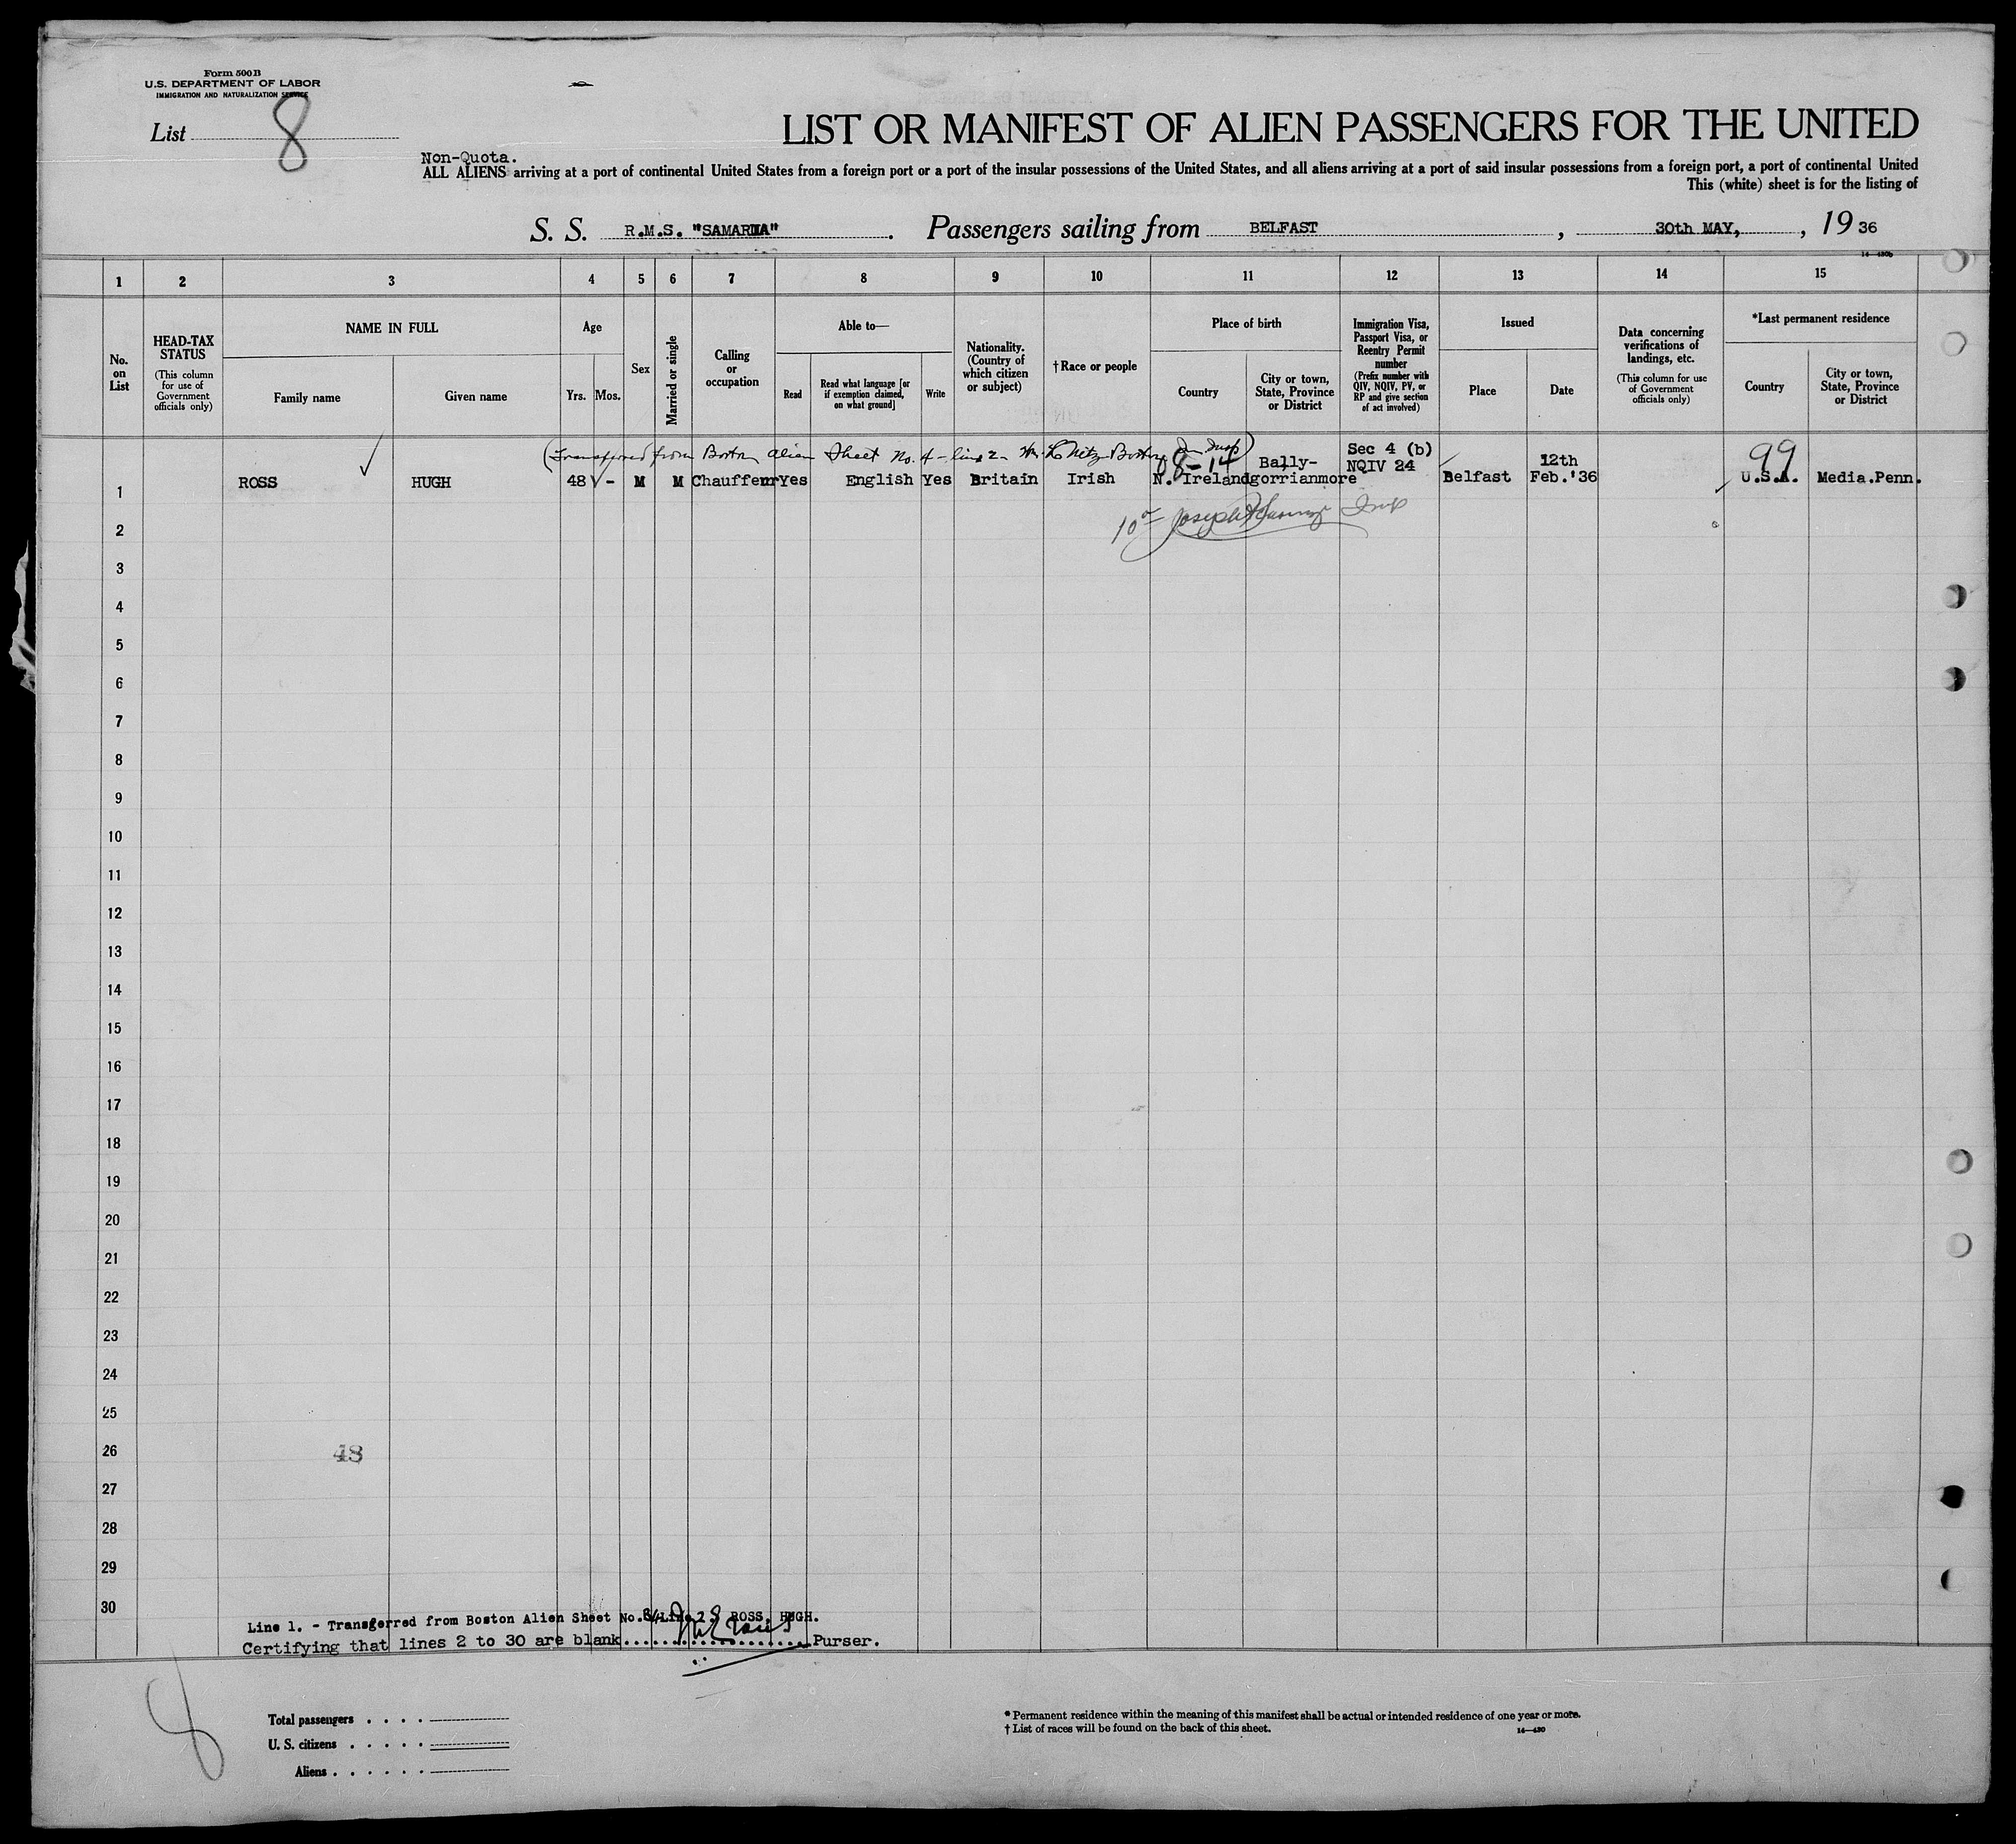 Form 500 B
U.S. DEPARTMENT OF LABOR
IMMIGRATION AND NATURALIZATION SERVICE
List 8
LIST OR MANIFEST OF ALIEN PASSENGERS FOR THE UNITED
Non-Quota.
ALL ALIENS arriving at a port of continental United States from a foreign port or a port of the insular possessions of the United States, and all aliens arriving at a port of said insular possessions from a foreign port, a port of continental United
This (white) sheet is for the listing of
S. S. R.M.S. "SAMARIA" . Passengers sailing from BELFAST , 30th MAY, , 19 36
14—430b
1 2 3 4 5 6 7 8 9 10 11 12 13 14 15
No. on List
HEAD-TAX STATUS (This column for use of Government officials only)
NAME IN FULL
Family name
Given name
Age
Yrs. Mos.
Sex
Married or single
Calling or occupation
Able to—
Read
Read what language [or if exemption claimed, on what ground]
Write
Nationality. (Country of which citizen or subject)
† Race or people
Place of birth
Country
City or town, State, Province or District
Immigration Visa, Passport Visa, or Reentry Permit number (Prefix number with QIV, NQIV, PV, or RP and give section of act involved)
Issued
Place
Date
Data concerning verifications of landings, etc. (This column for use of Government officials only)
*Last permanent residence
Country
City or town, State, Province or District
(Transferred from Boston Alien Sheet No. 4 - line 2 - Boston Insp)
8-14
Bally-
Sec 4 (b)
NQIV 24
12th
99
1 ROSS HUGH 48 - M M Chauffeur Yes English Yes Britain Irish N. Ireland gorrianmore Belfast Feb.'36 U.S.A. Media.Penn.
10 Joseph Insp
2
3
4
5
6
7
8
9
10
11
12
13
14
15
16
17
18
19
20
21
22
23
24
25
26 48
27
28
29
30
Line 1. - Transferred from Boston Alien Sheet No. Line 2. ROSS, HUGH.
Certifying that lines 2 to 30 are blank........................Purser.
8
Total passengers . . . .
U. S. citizens . . . . .
Aliens . . . . . .
* Permanent residence within the meaning of this manifest shall be actual or intended residence of one year or more.
† List of races will be found on the back of this sheet.
14—430